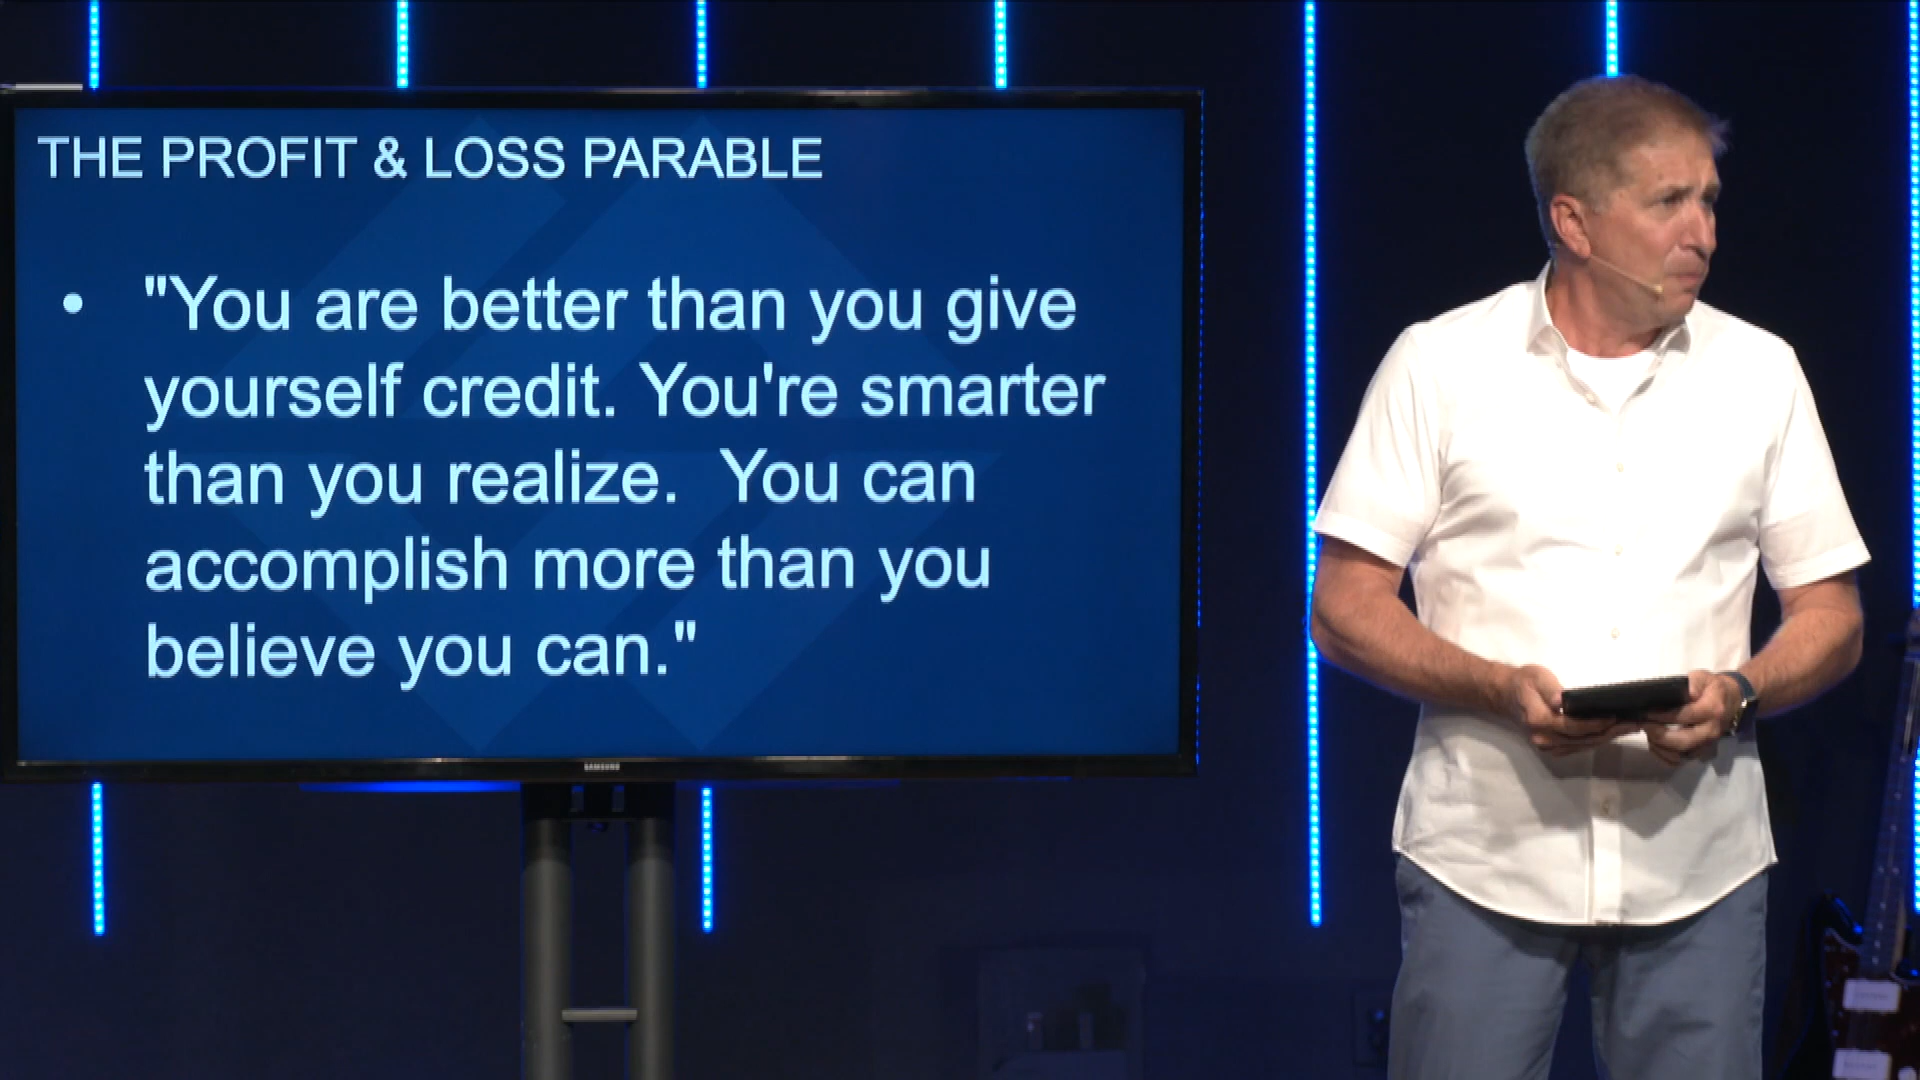 THE PROFIT & LOSS PARABLE
• "You are better than you give
yourself credit. You're smarter
than you realize.  You can
accomplish more than you
believe you can."
SAMSUNG